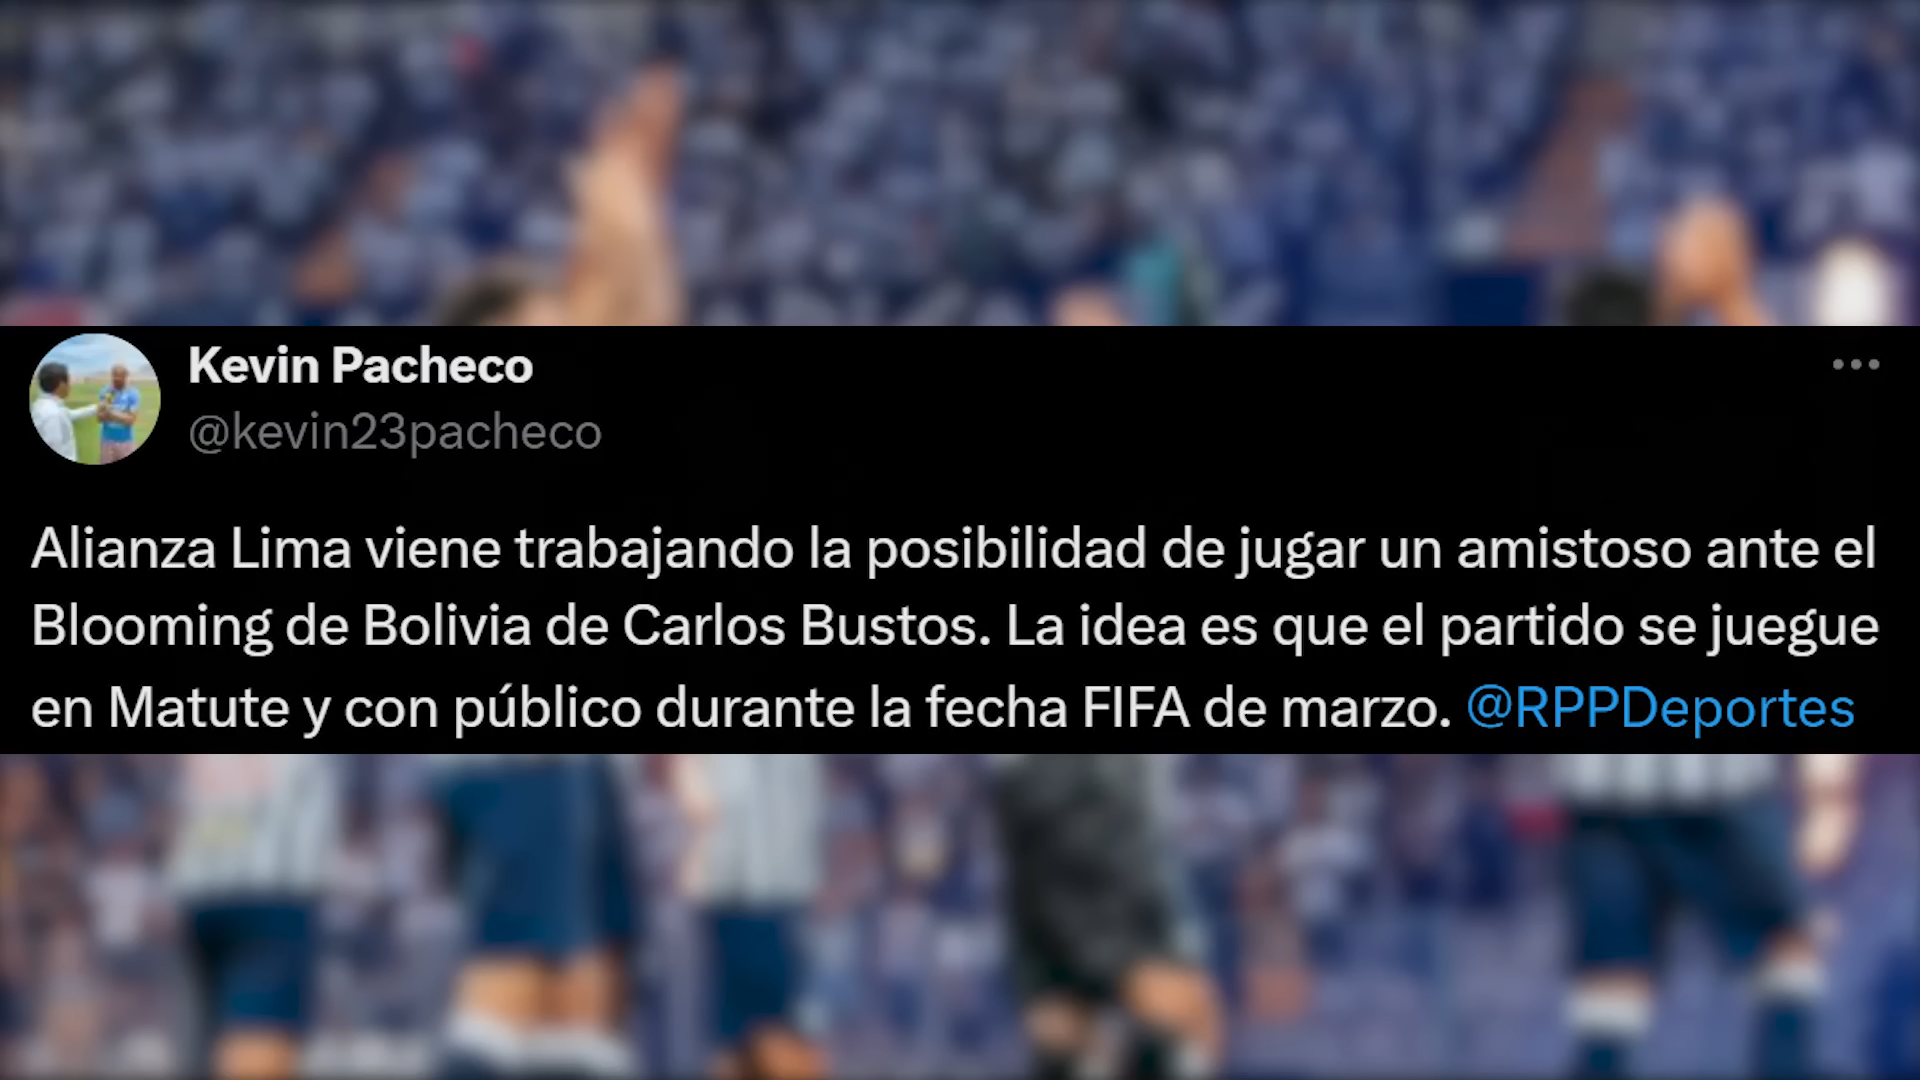 Kevin Pacheco
@kevin23pacheco
Alianza Lima viene trabajando la posibilidad de jugar un amistoso ante el
Blooming de Bolivia de Carlos Bustos. La idea es que el partido se juegue
en Matute y con público durante la fecha FIFA de marzo. @RPPDeportes